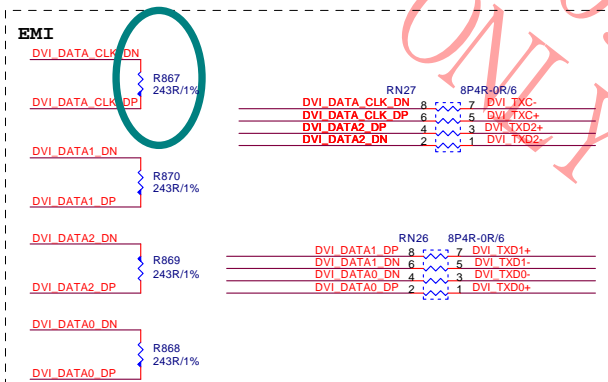 EMI
DVI_DATA_CLK_DN
R867
243R/1%
DVI_DATA_CLK_DP
DVI_DATA1_DN
R870
243R/1%
DVI_DATA1_DP
DVI_DATA2_DN
R869
243R/1%
DVI_DATA2_DP
DVI_DATA0_DN
R868
243R/1%
DVI_DATA0_DP
RN27 8P4R-0R/6
DVI_DATA_CLK_DN 8 7 DVI_TXC-
DVI_DATA_CLK_DP 6 5 DVI_TXC+
DVI_DATA2_DP 4 3 DVI_TXD2+
DVI_DATA2_DN 2 1 DVI_TXD2-
RN26 8P4R-0R/6
DVI_DATA1_DP 8 7 DVI_TXD1+
DVI_DATA1_DN 6 5 DVI_TXD1-
DVI_DATA0_DN 4 3 DVI_TXD0-
DVI_DATA0_DP 2 1 DVI_TXD0+
ONLY